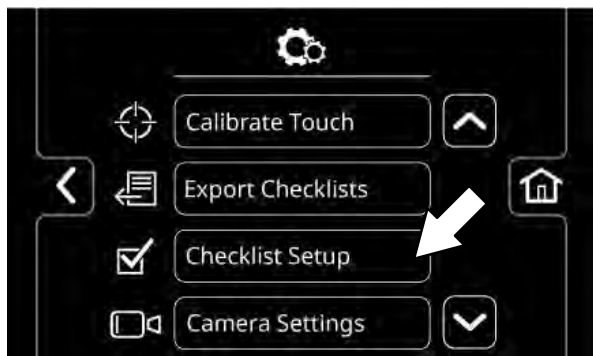 Calibrate Touch
Export Checklists
Checklist Setup
Camera Settings